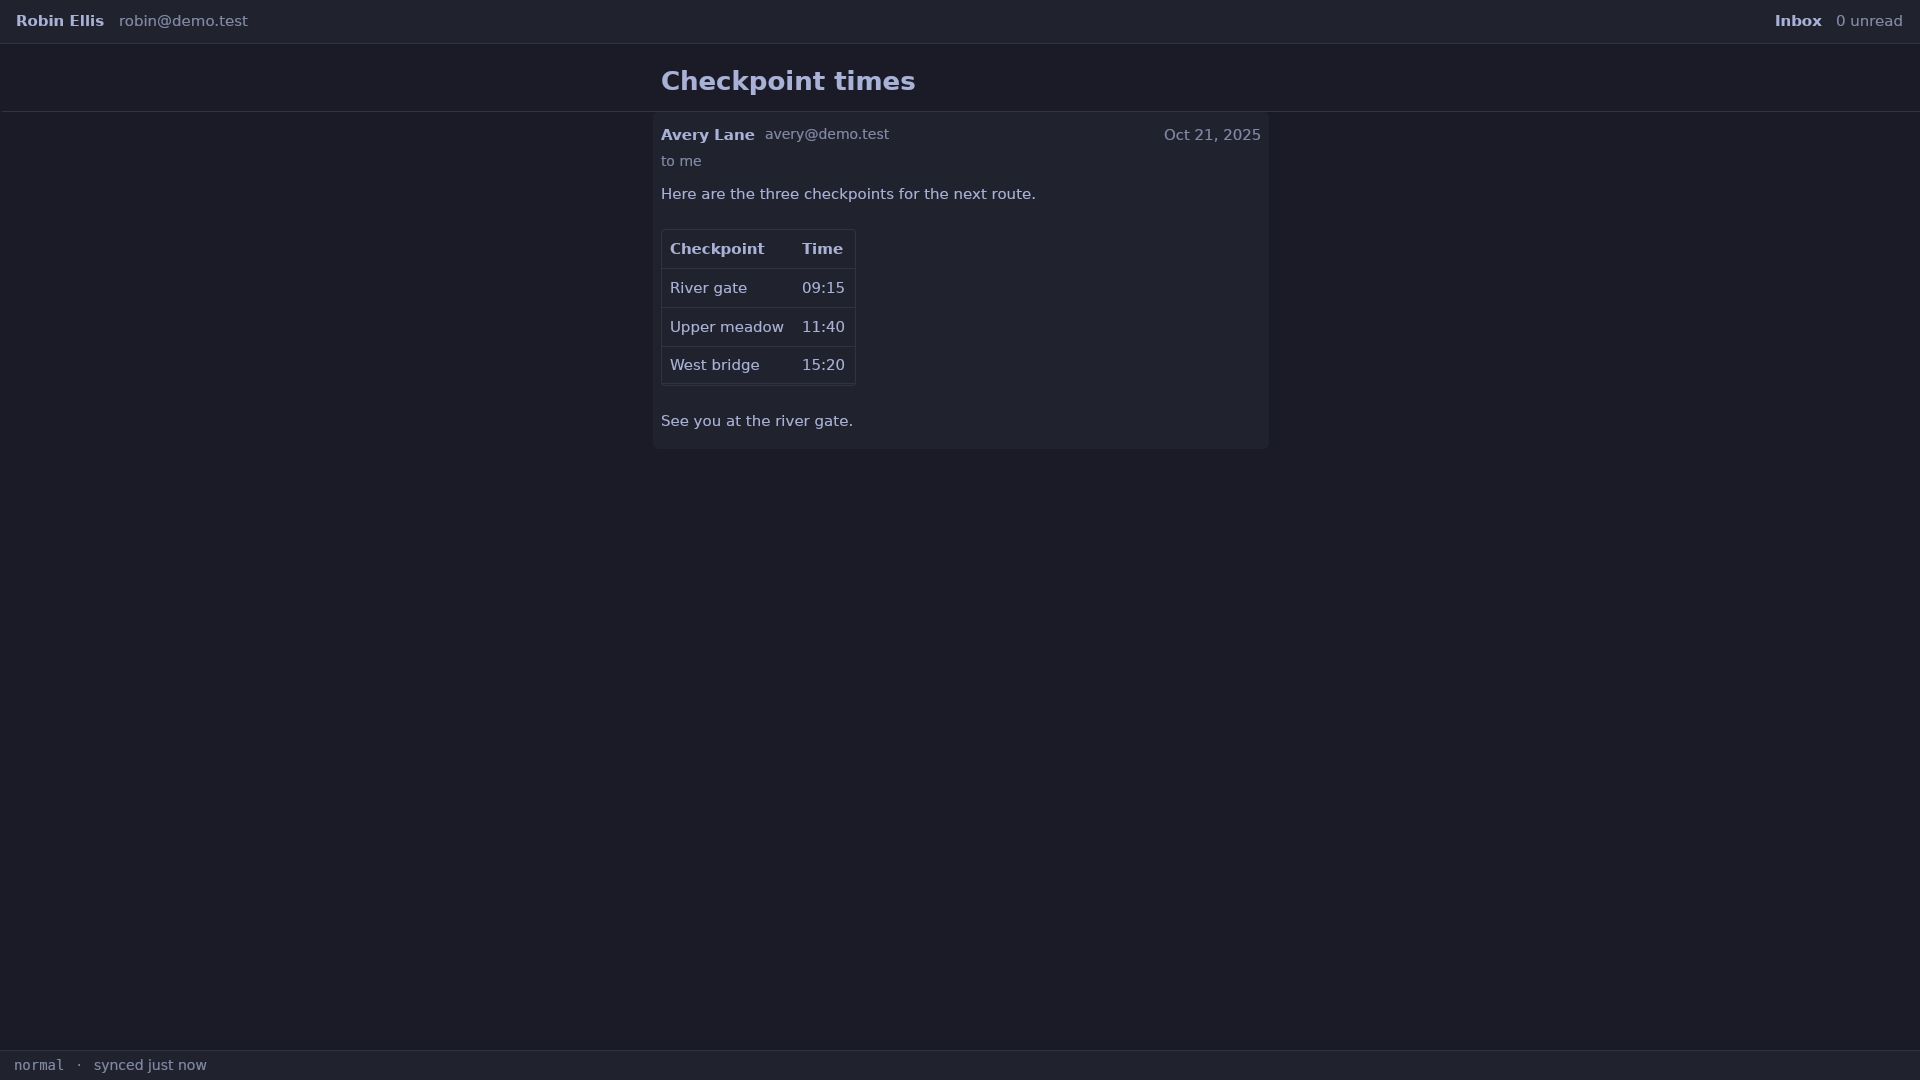 Robin Ellis robin@demo.test Inbox 0 unread
Checkpoint times
Avery Lane avery@demo.test Oct 21, 2025
to me
Here are the three checkpoints for the next route.
Checkpoint Time
River gate 09:15
Upper meadow 11:40
West bridge 15:20
See you at the river gate.
normal · synced just now